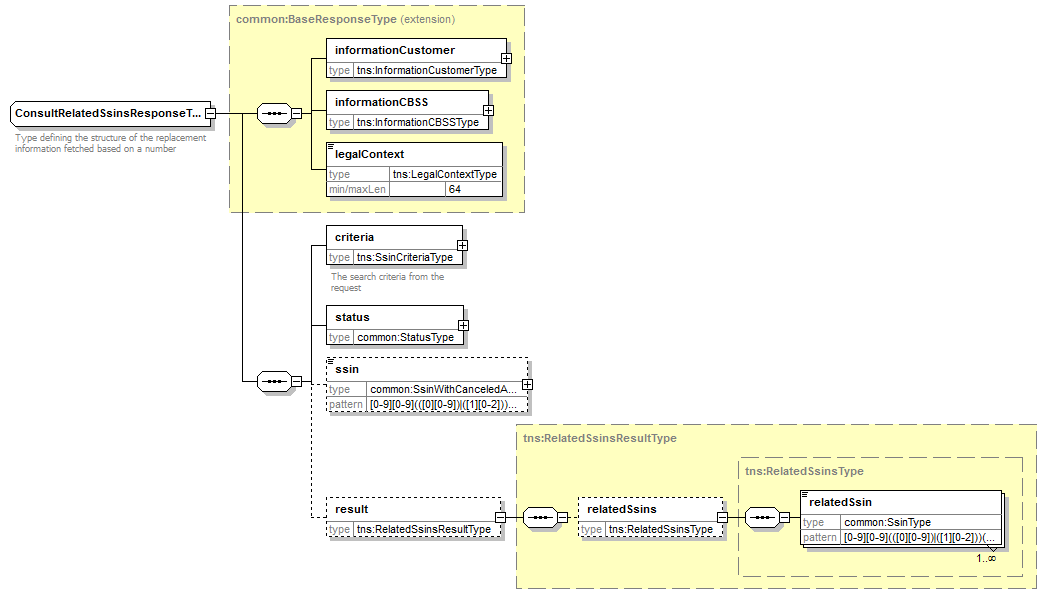 common:BaseResponseType (extension)
informationCustomer
type tns:InformationCustomerType
informationCBSS
type tns:InformationCBSSType
ConsultRelatedSsinsResponseT...
Type defining the structure of the replacement
information fetched based on a number
legalContext
type tns:LegalContextType
min/maxLen 64
criteria
type tns:SsinCriteriaType
The search criteria from the
request
status
type common:StatusType
ssin
type common:SsinWithCanceledA...
pattern [0-9][0-9](([0][0-9])|([1][0-2]))...
tns:RelatedSsinsResultType
tns:RelatedSsinsType
result
type tns:RelatedSsinsResultType
relatedSsins
type tns:RelatedSsinsType
relatedSsin
type common:SsinType
pattern [0-9][0-9](([0][0-9])|([1][0-2]))(...
1..∞